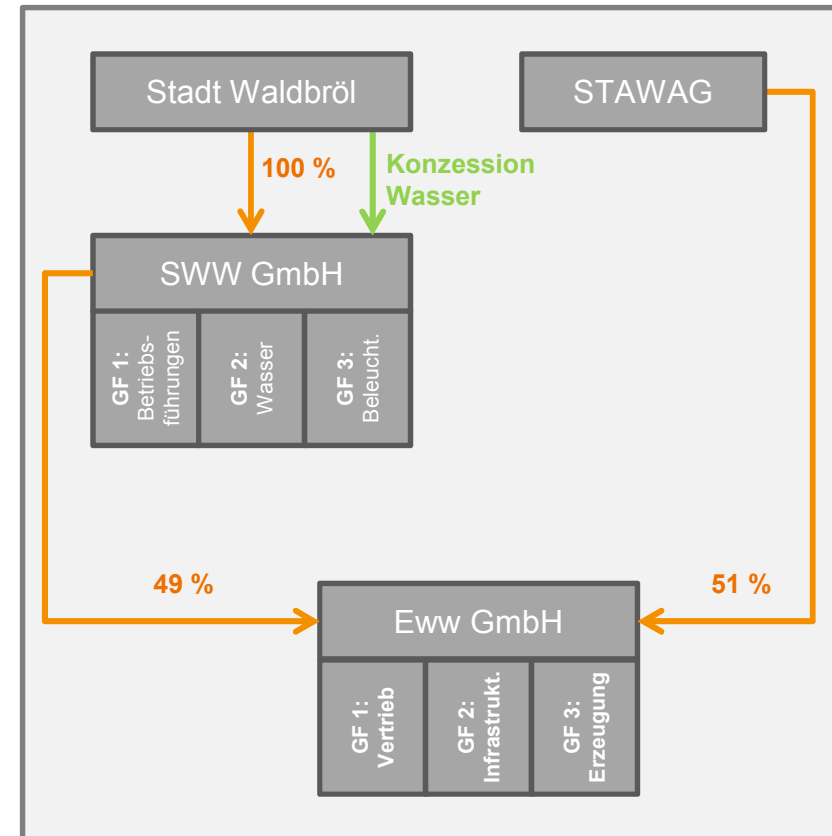 Stadt Waldbröl
STAWAG
100 %
Konzession
Wasser
SWW GmbH
GF 1:
Betriebs-
führungen
GF 2:
Wasser
GF 3:
Beleucht.
49 %
51 %
Eww GmbH
GF 1:
Vertrieb
GF 2:
Infrastrukt.
GF 3:
Erzeugung